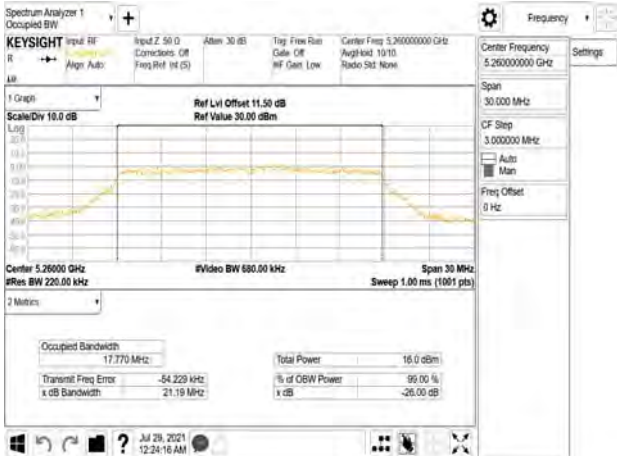 Spectrum Analyzer 1
Occupied BW
+
Frequency
KEYSIGHT
Input: RF
Input Z: 50 Ω
Atten: 30 dB
Trig: Free Run
Center Freq: 5.260000000 GHz
R
Corrections: Off
Gate: Off
Avg|Hold: 10/10
Align: Auto
Freq Ref: Int (S)
#IF Gain: Low
Radio Std: None
Center Frequency
5.260000000 GHz
Settings
Span
30.000 MHz
CF Step
3.000000 MHz
Auto
Man
Freq Offset
0 Hz
1 Graph
Ref Lvl Offset 11.50 dB
Scale/Div 10.0 dB
Ref Value 30.00 dBm
Log
Center 5.26000 GHz
#Video BW 680.00 kHz
Span 30 MHz
#Res BW 220.00 kHz
Sweep 1.00 ms (1001 pts)
2 Metrics
Occupied Bandwidth
17.770 MHz
Total Power
16.0 dBm
Transmit Freq Error
-54.229 kHz
% of OBW Power
99.00 %
x dB Bandwidth
21.19 MHz
x dB
-26.00 dB
?
Jul 29, 2021
12:24:16 AM